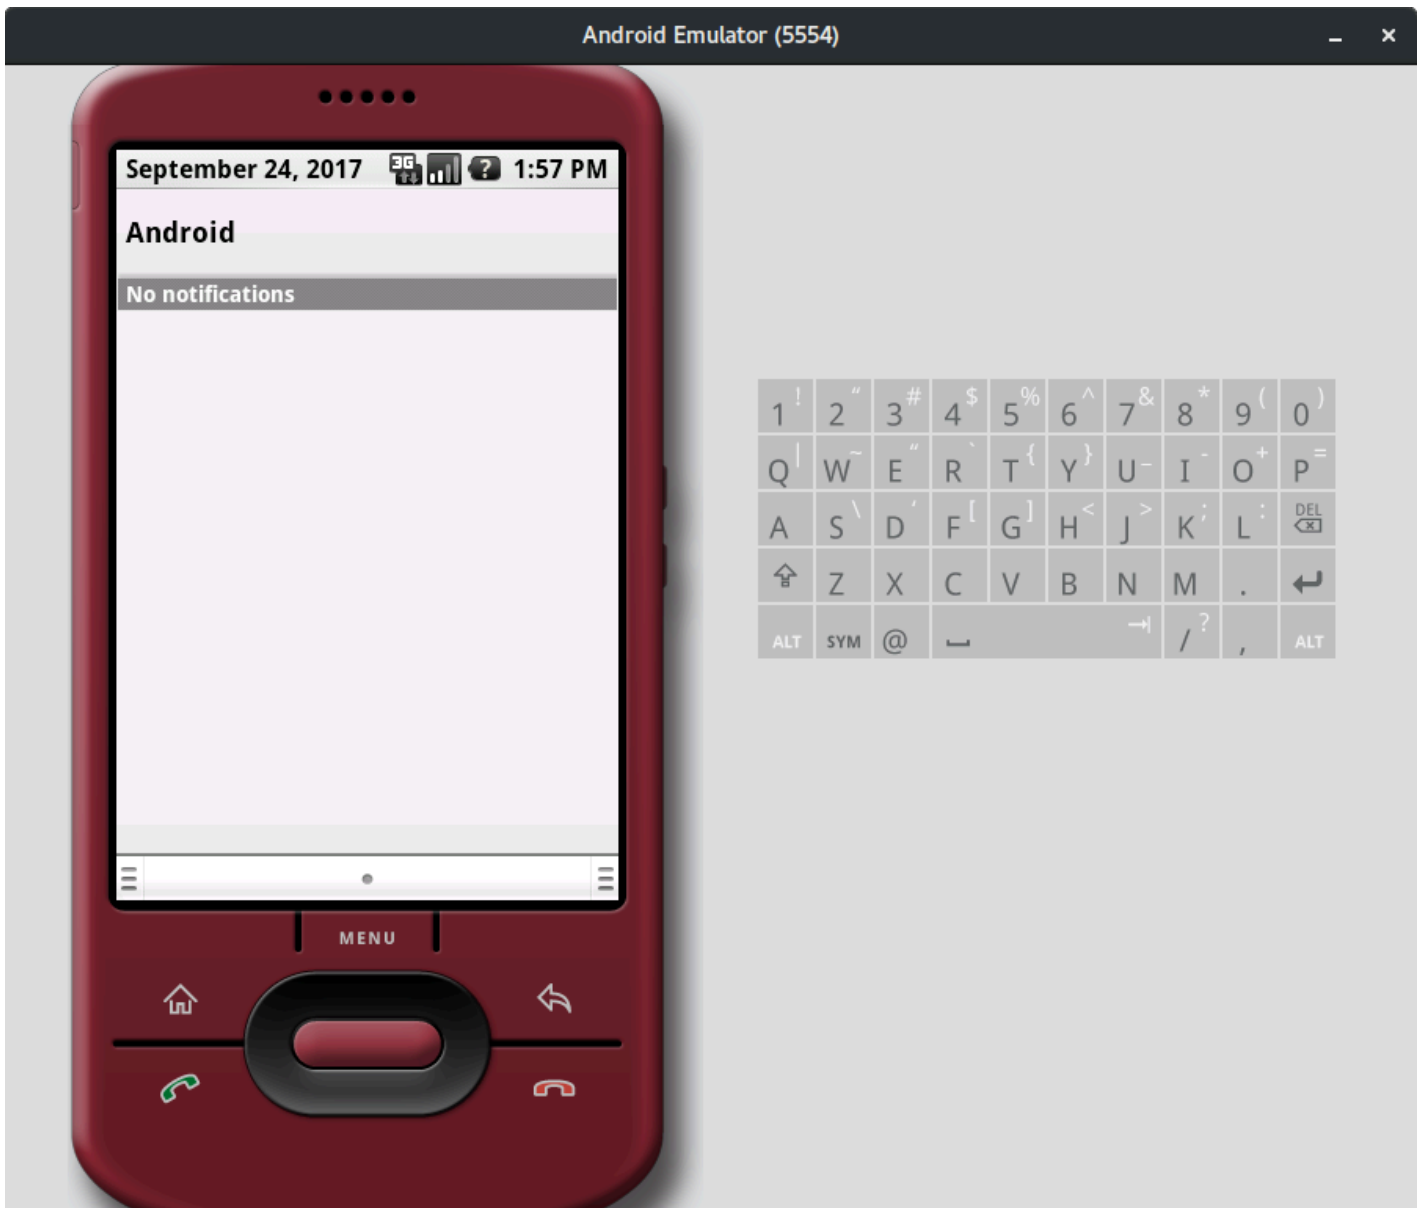 Android Emulator (5554)
September 24, 2017 3G ? 1:57 PM
Android
No notifications
MENU
1 ! 2 “ 3 # 4 $ 5 % 6 ^ 7 & 8 * 9 ( 0 )
Q | W ~ E “ R ` T { Y } U _ I - O + P =
A S \ D ‘ F [ G ] H < J > K ; L : DEL
Z X C V B N M .
ALT SYM @ / ? , ALT